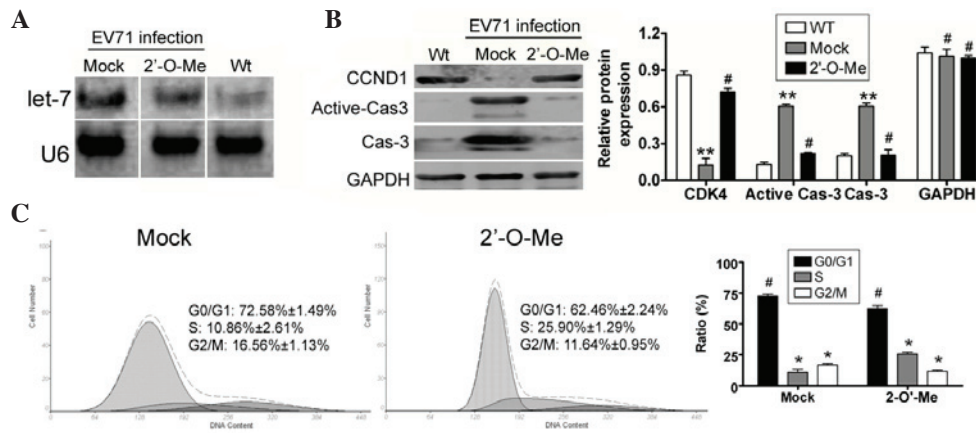 A
EV71 infection
Mock 2'-O-Me Wt
let-7
U6
B
EV71 infection
Wt Mock 2'-O-Me
CCND1
Active-Cas3
Cas-3
GAPDH
Relative protein
expression
1.2
0.9
0.6
0.3
0.0
WT
Mock
2'-O-Me
** # ** # ** # # #
CDK4 Active Cas-3 Cas-3 GAPDH
C
Mock
Cell Number
G0/G1: 72.58%±1.49%
S: 10.86%±2.61%
G2/M: 16.56%±1.13%
DNA Content
2'-O-Me
Cell Number
G0/G1: 62.46%±2.24%
S: 25.90%±1.29%
G2/M: 11.64%±0.95%
DNA Content
Ratio (%)
100
75
50
25
0
G0/G1
S
G2/M
# * * # * *
Mock 2-O'-Me